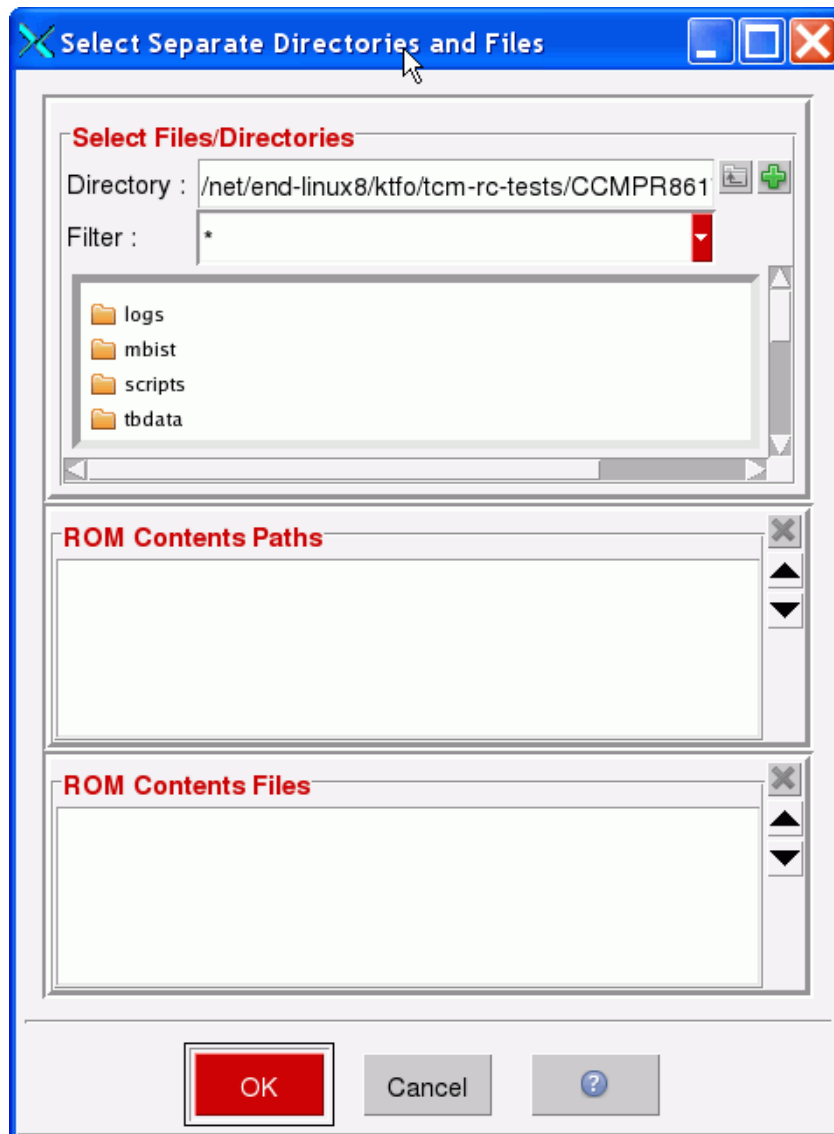 Select Separate Directories and Files
Select Files/Directories
Directory : /net/end-linux8/ktfo/tcm-rc-tests/CCMPR861
Filter : *
logs
mbist
scripts
tbdata
ROM Contents Paths
ROM Contents Files
OK Cancel ?